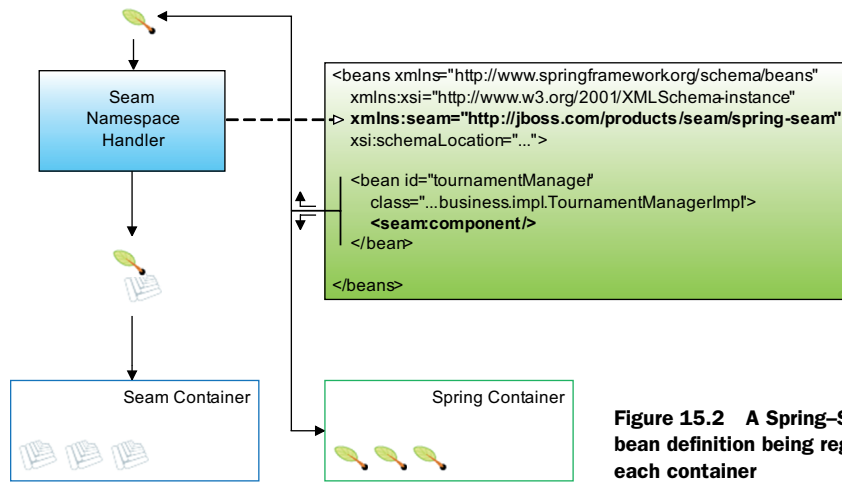 Seam
Namespace
Handler
<beans xmlns="http://www.springframework.org/schema/beans"
xmlns:xsi="http://www.w3.org/2001/XMLSchema-instance"
xmlns:seam="http://jboss.com/products/seam/spring-seam"
xsi:schemaLocation="...">
<bean id="tournamentManager"
class="...business.impl.TournamentManagerImpl">
<seam:component/>
</bean>
</beans>
Seam Container
Spring Container
Figure 15.2 A Spring–S
bean definition being reg
each container